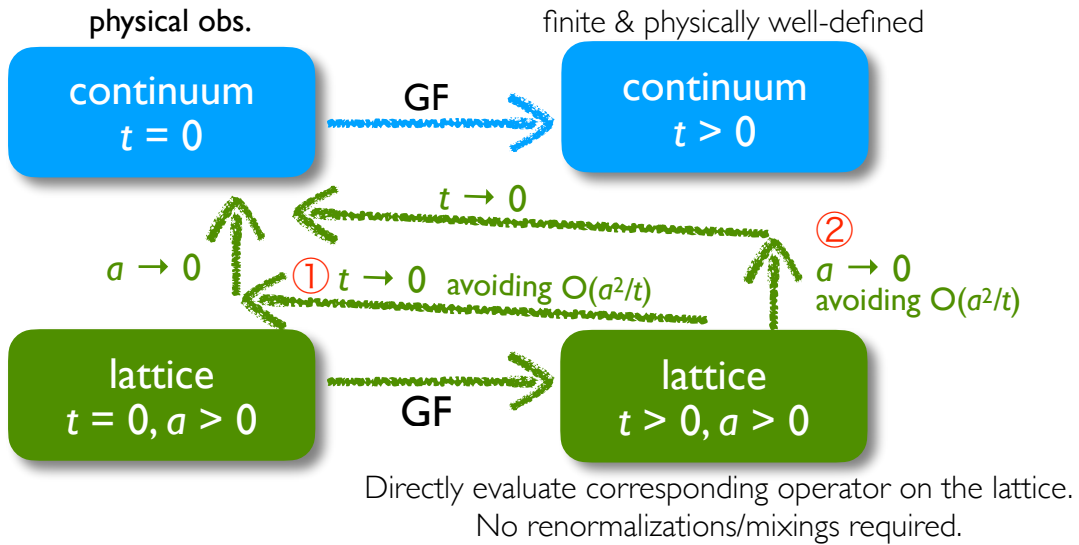 physical obs.
finite & physically well-defined
continuum
t = 0
GF
continuum
t > 0
t → 0
②
a → 0
① t → 0 avoiding O(a²/t)
a → 0
avoiding O(a²/t)
lattice
t = 0, a > 0
GF
lattice
t > 0, a > 0
Directly evaluate corresponding operator on the lattice.
No renormalizations/mixings required.